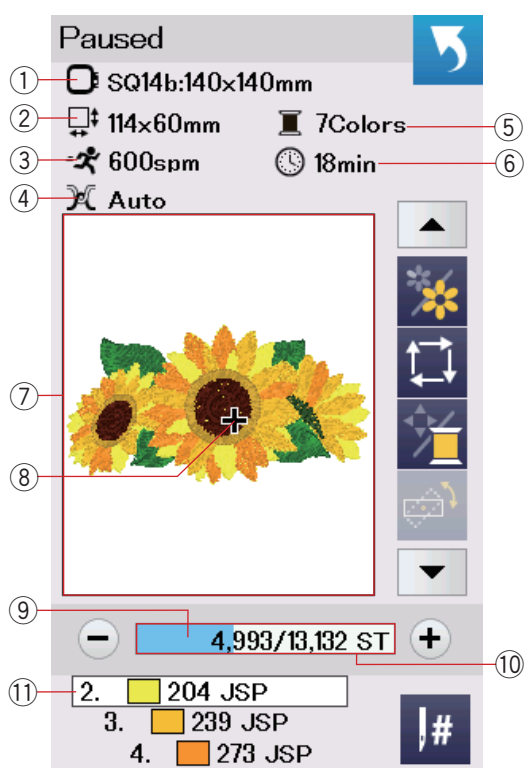 Paused
① SQ14b:140x140mm
② 114x60mm 7Colors ⑤
③ 600spm 18min ⑥
④ Auto
⑦
⑧
⑨
− 4,993/13,132 ST +
⑩
⑪ 2. 204 JSP
3. 239 JSP
4. 273 JSP
#